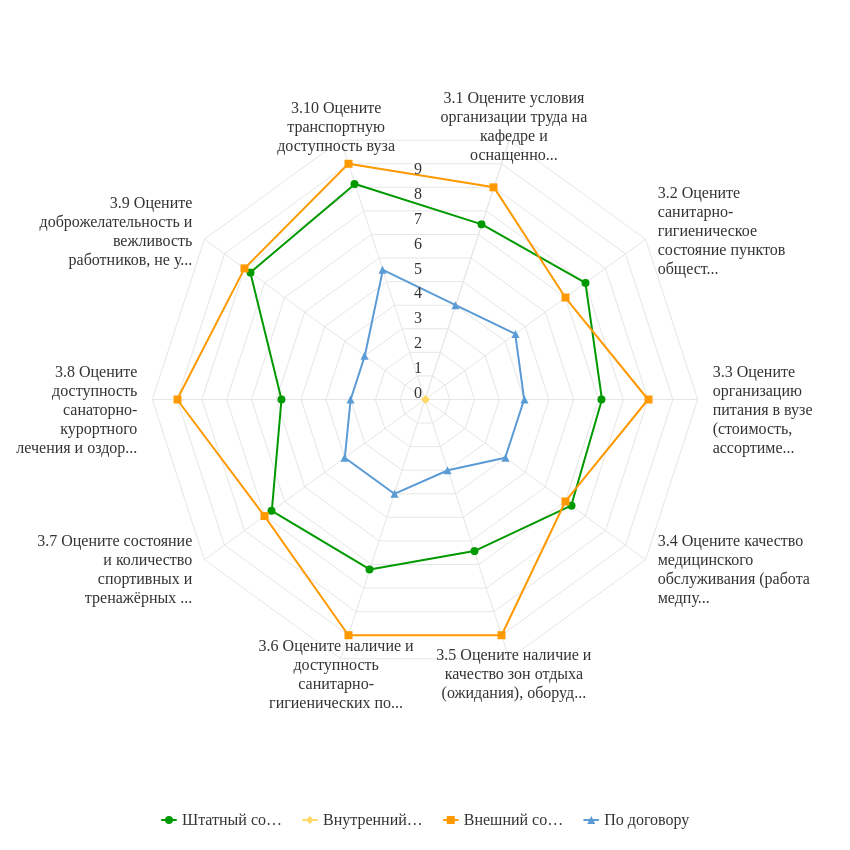 3.10 Оцените
транспортную
доступность вуза
3.1 Оцените условия
организации труда на
кафедре и
оснащенно...
3.2 Оцените
санитарно-
гигиеническое
состояние пунктов
общест...
3.3 Оцените
организацию
питания в вузе
(стоимость,
ассортиме...
3.4 Оцените качество
медицинского
обслуживания (работа
медпу...
3.5 Оцените наличие и
качество зон отдыха
(ожидания), оборуд...
3.6 Оцените наличие и
доступность
санитарно-
гигиенических по...
3.7 Оцените состояние
и количество
спортивных и
тренажёрных ...
3.8 Оцените
доступность
санаторно-
курортного
лечения и оздор...
3.9 Оцените
доброжелательность и
вежливость
работников, не у...
9
8
7
6
5
4
3
2
1
0
Штатный со…
Внутренний…
Внешний со…
По договору